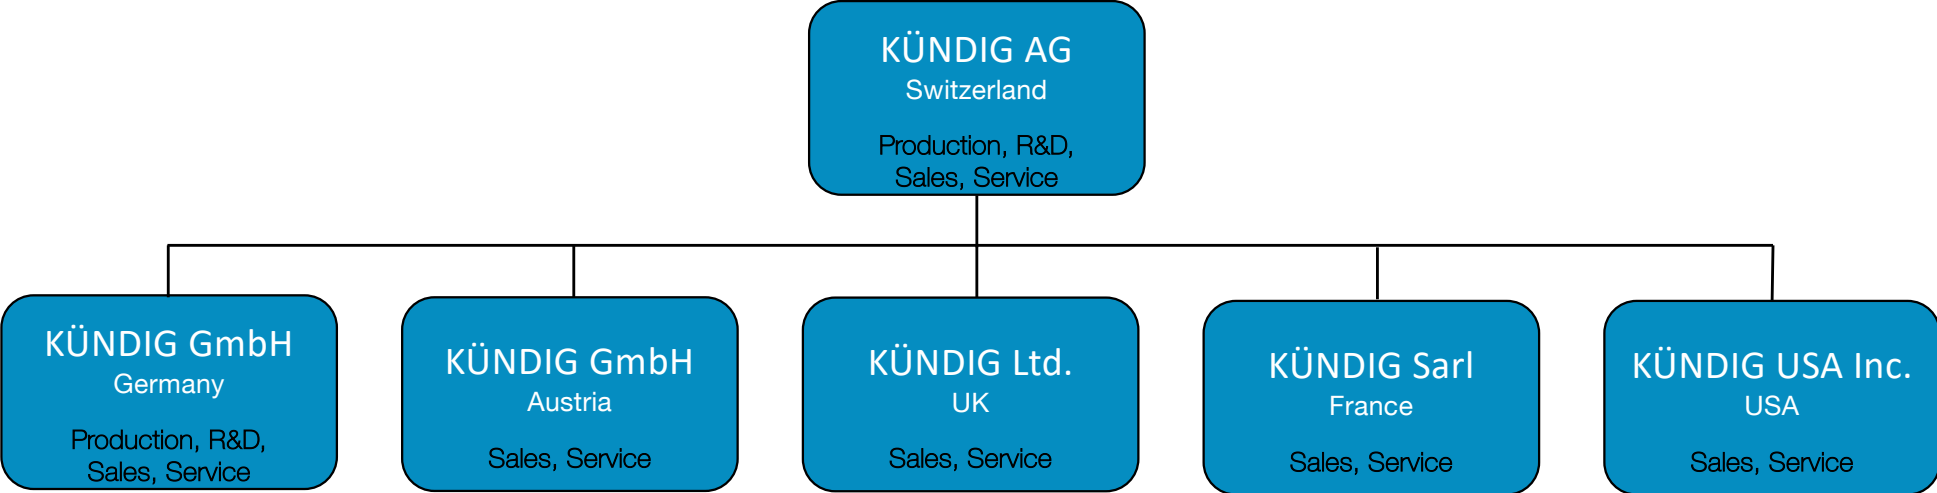 KÜNDIG AG
Switzerland
Production, R&D,
Sales, Service
KÜNDIG GmbH
Germany
Production, R&D,
Sales, Service
KÜNDIG GmbH
Austria
Sales, Service
KÜNDIG Ltd.
UK
Sales, Service
KÜNDIG Sarl
France
Sales, Service
KÜNDIG USA Inc.
USA
Sales, Service